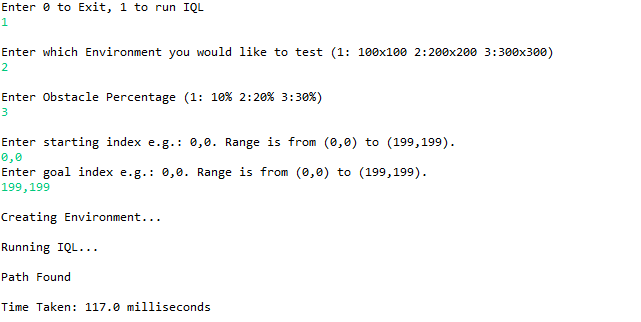 Enter 0 to Exit, 1 to run IQL
1
Enter which Environment you would like to test (1: 100x100 2:200x200 3:300x300)
2
Enter Obstacle Percentage (1: 10% 2:20% 3:30%)
3
Enter starting index e.g.: 0,0. Range is from (0,0) to (199,199).
0,0
Enter goal index e.g.: 0,0. Range is from (0,0) to (199,199).
199,199
Creating Environment...
Running IQL...
Path Found
Time Taken: 117.0 milliseconds